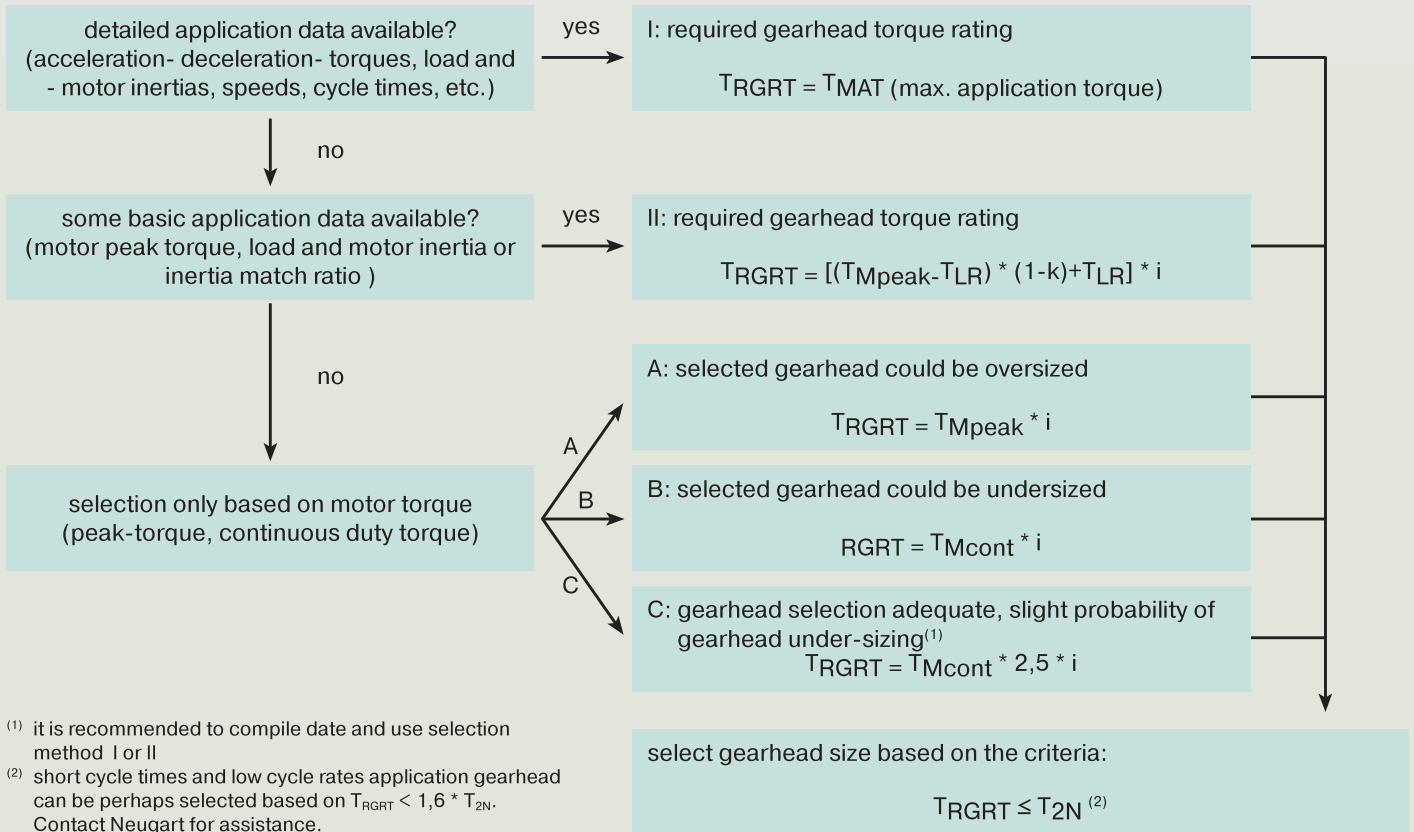 detailed application data available?
(acceleration- deceleration- torques, load and
- motor inertias, speeds, cycle times, etc.)
yes
I: required gearhead torque rating
TRGRT = TMAT (max. application torque)
no
some basic application data available?
(motor peak torque, load and motor inertia or
inertia match ratio )
yes
II: required gearhead torque rating
TRGRT = [(TMpeak-TLR) * (1-k)+TLR] * i
no
selection only based on motor torque
(peak-torque, continuous duty torque)
A
A: selected gearhead could be oversized
TRGRT = TMpeak * i
B
B: selected gearhead could be undersized
RGRT = TMcont * i
C
C: gearhead selection adequate, slight probability of
gearhead under-sizing(1)
TRGRT = TMcont * 2,5 * i
(1) it is recommended to compile date and use selection
method I or II
(2) short cycle times and low cycle rates application gearhead
can be perhaps selected based on TRGRT < 1,6 * T2N.
Contact Neugart for assistance.
select gearhead size based on the criteria:
TRGRT ≤ T2N (2)